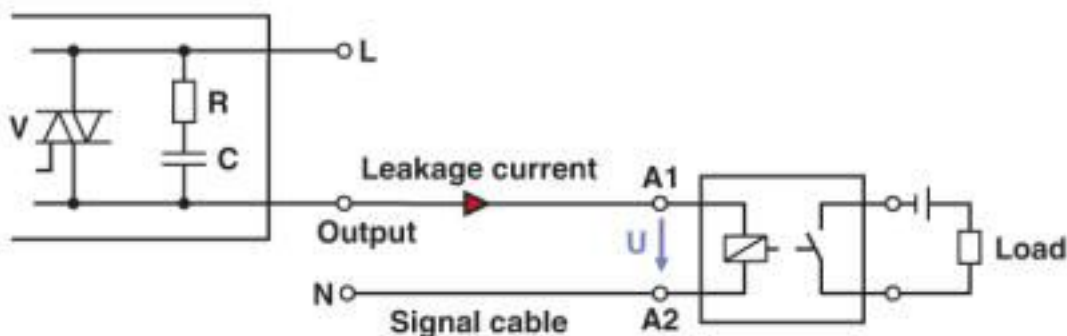 L
R
V
C
Leakage current
A1
Output
U
Load
N
Signal cable
A2